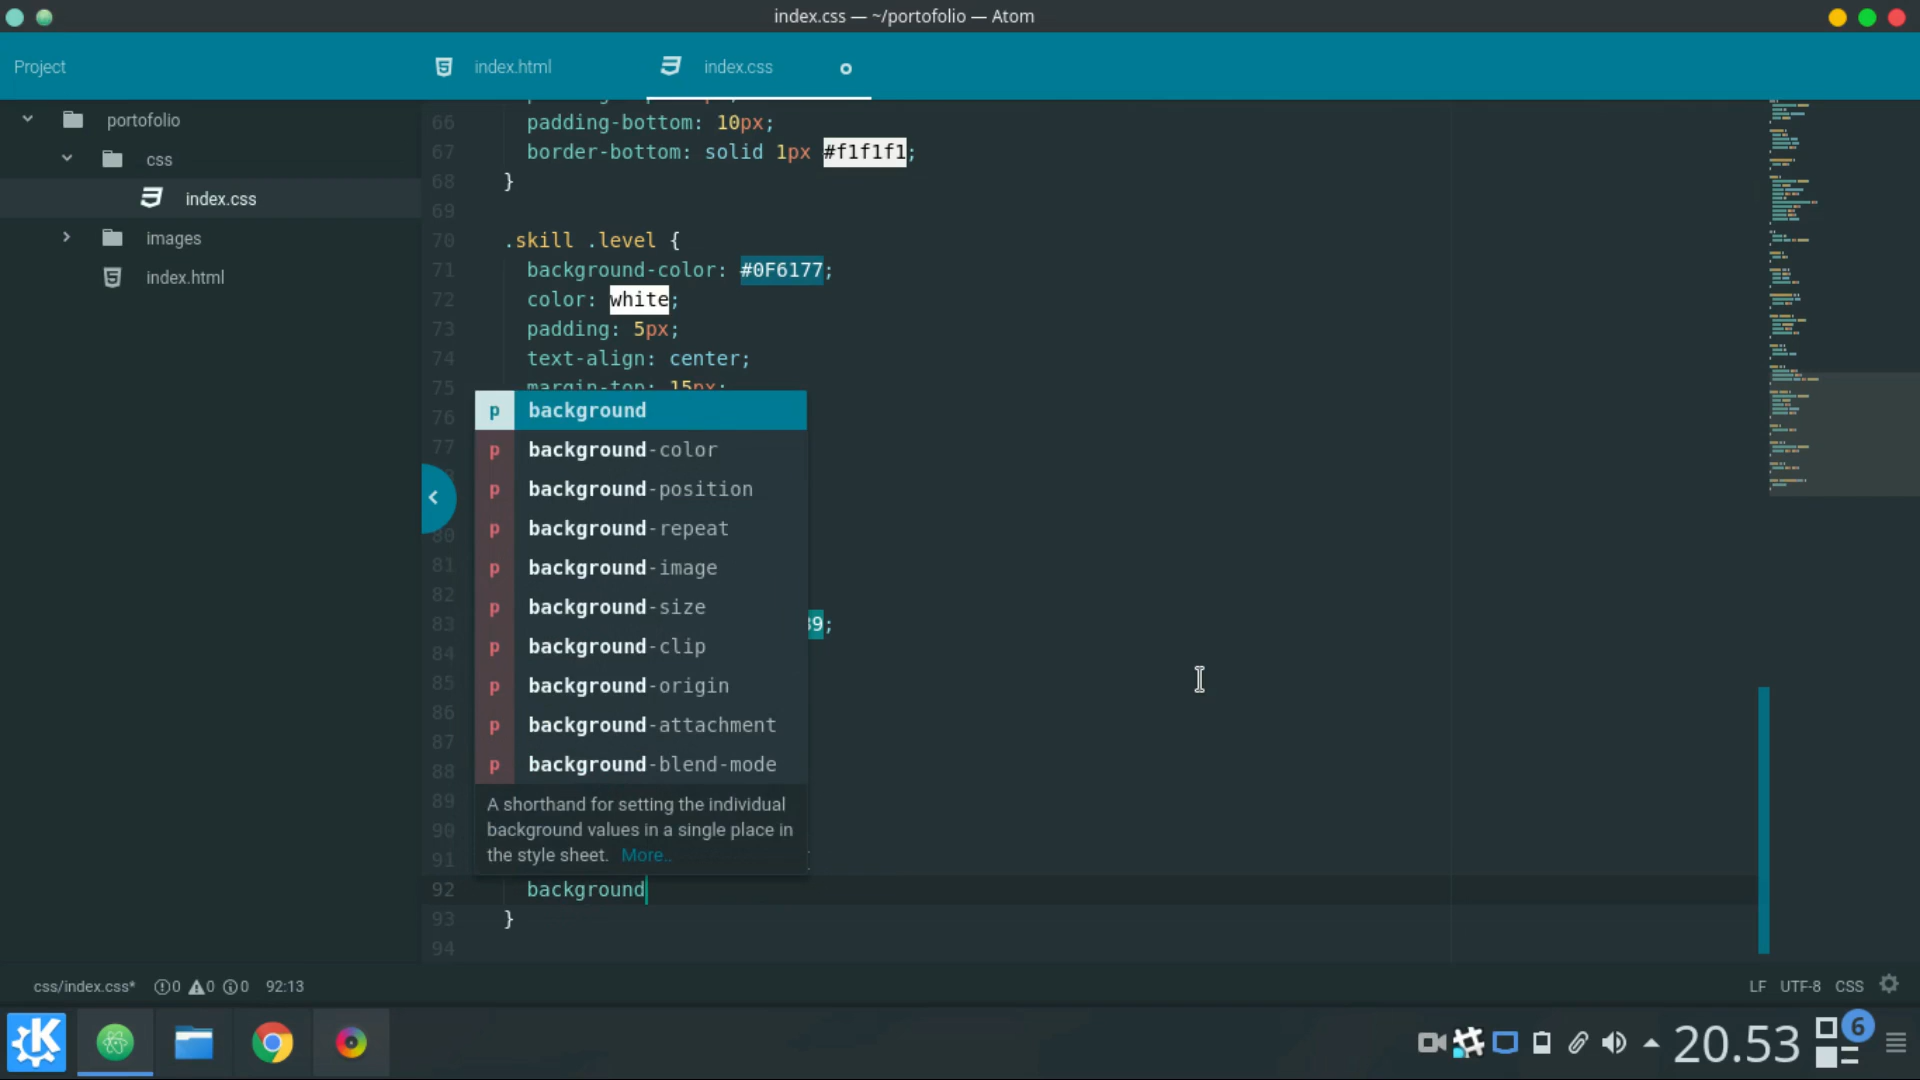 index.css — ~/portofolio — Atom
Project
index.html
index.css
portofolio
css
index.css
images
index.html
66 padding-bottom: 10px;
67 border-bottom: solid 1px #f1f1f1;
68 }
69
70 .skill .level {
71 background-color: #0F6177;
72 color: white;
73 padding: 5px;
74 text-align: center;
75 margin-top: 15px;
76
77
80
81
82
83 9;
84
85
86
87
88
89
90
91
92 background
93 }
94
p background
p background-color
p background-position
p background-repeat
p background-image
p background-size
p background-clip
p background-origin
p background-attachment
p background-blend-mode
A shorthand for setting the individual
background values in a single place in
the style sheet. More..
css/index.css* 0 0 0 92:13
LF UTF-8 CSS
20.53
6